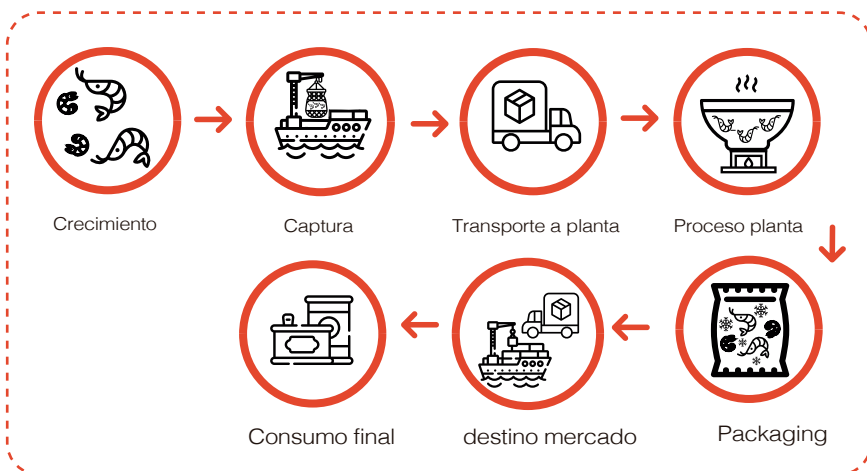 Crecimiento
Captura
Transporte a planta
Proceso planta
Packaging
destino mercado
Consumo final